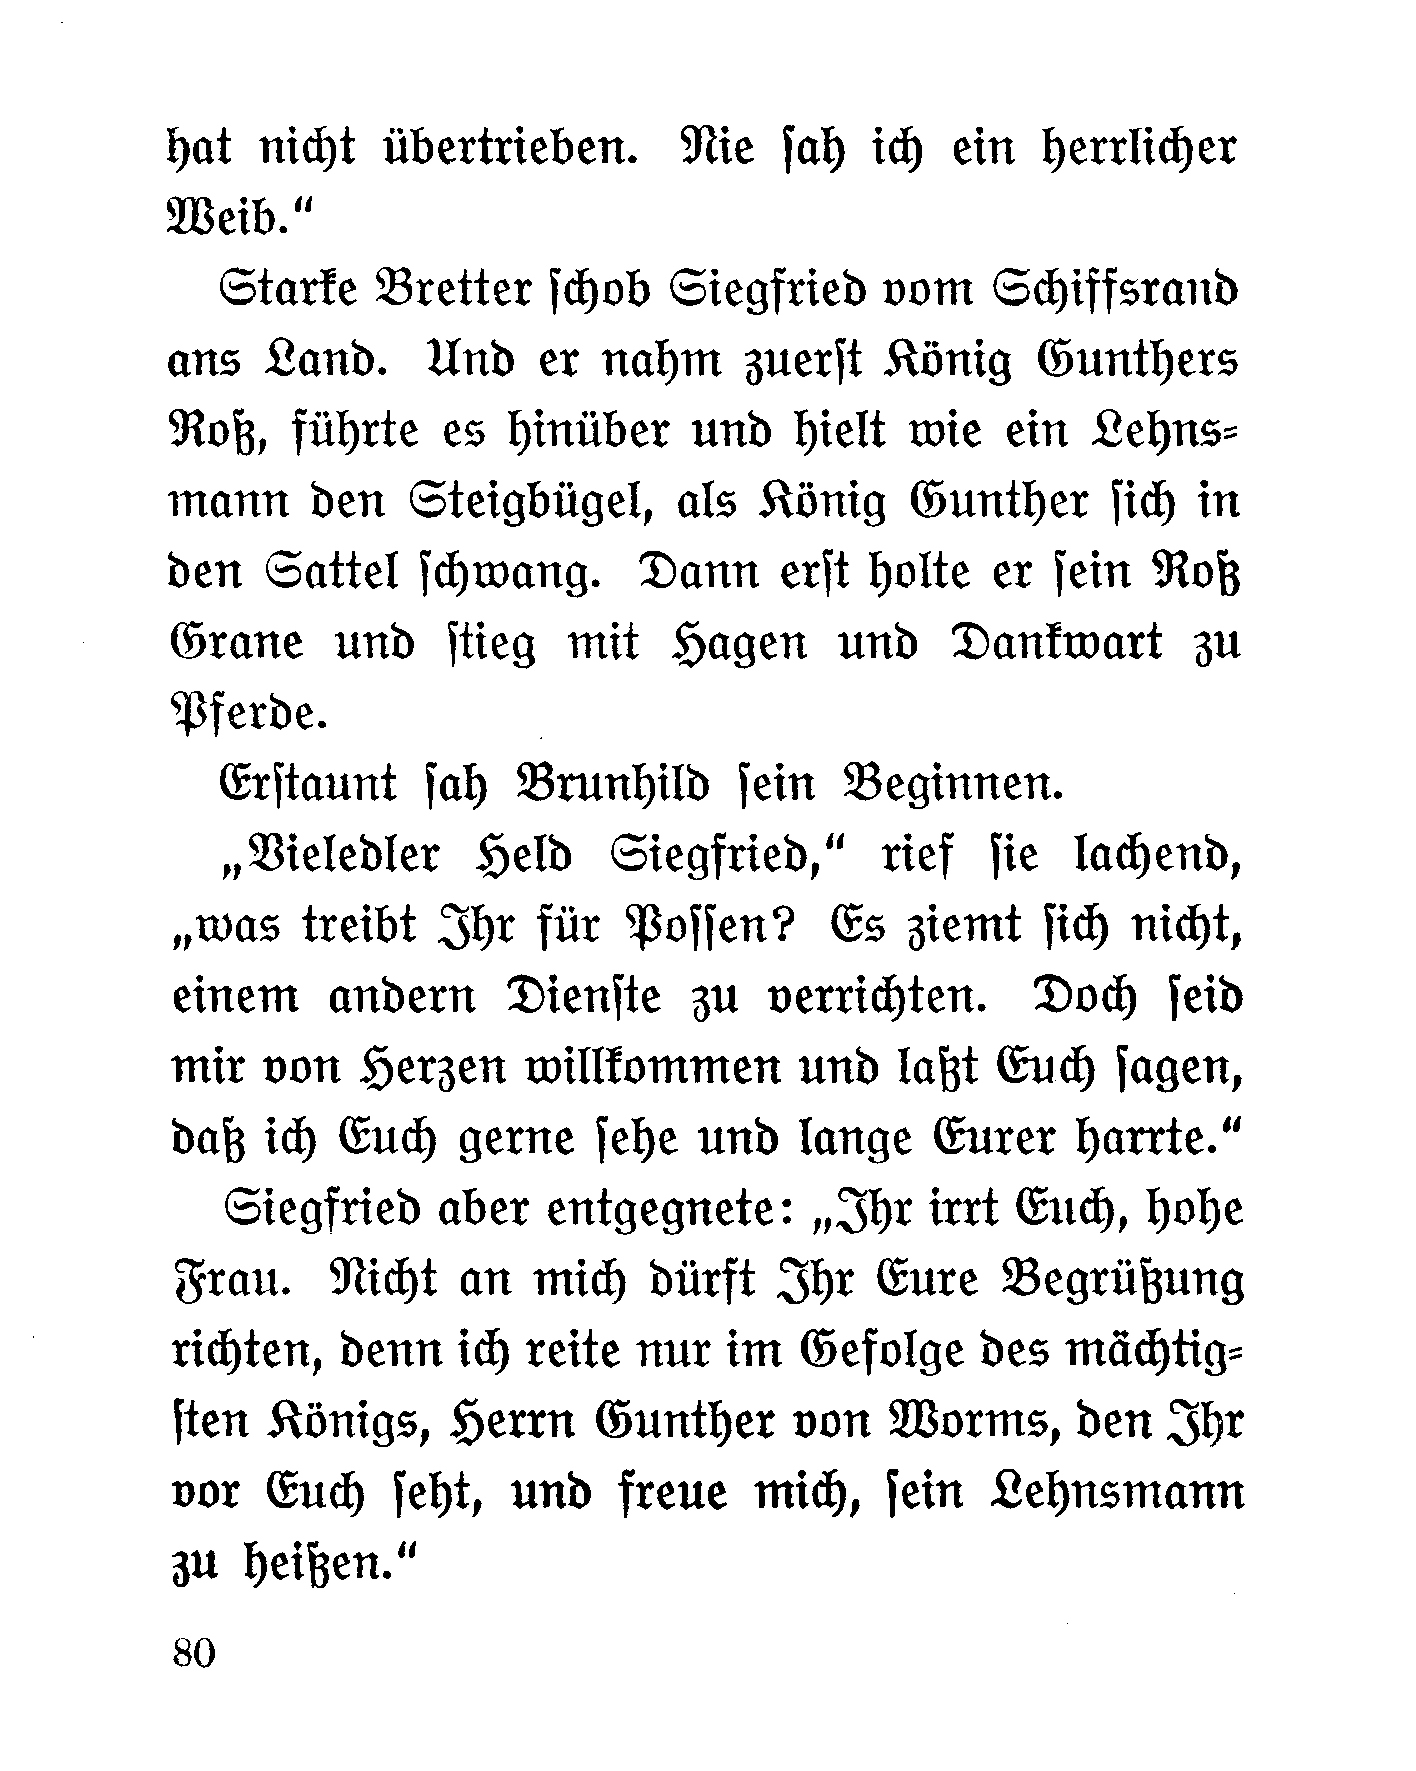 hat nicht übertrieben. Nie ſah ich ein herrlicher
Weib.“
Starke Bretter ſchob Siegfried vom Schiffsrand
ans Land. Und er nahm zuerſt König Gunthers
Roß, führte es hinüber und hielt wie ein Lehns⸗
mann den Steigbügel, als König Gunther ſich in
den Sattel ſchwang. Dann erſt holte er ſein Roß
Grane und ſtieg mit Hagen und Dankwart zu
Pferde.
Erſtaunt ſah Brunhild ſein Beginnen.
„Vieledler Held Siegfried,“ rief ſie lachend,
„was treibt Ihr für Poſſen? Es ziemt ſich nicht,
einem andern Dienſte zu verrichten. Doch ſeid
mir von Herzen willkommen und laßt Euch ſagen,
daß ich Euch gerne ſehe und lange Eurer harrte.“
Siegfried aber entgegnete: „Ihr irrt Euch, hohe
Frau. Nicht an mich dürft Ihr Eure Begrüßung
richten, denn ich reite nur im Gefolge des mächtig⸗
ſten Königs, Herrn Gunther von Worms, den Ihr
vor Euch ſeht, und freue mich, ſein Lehnsmann
zu heißen.“
80